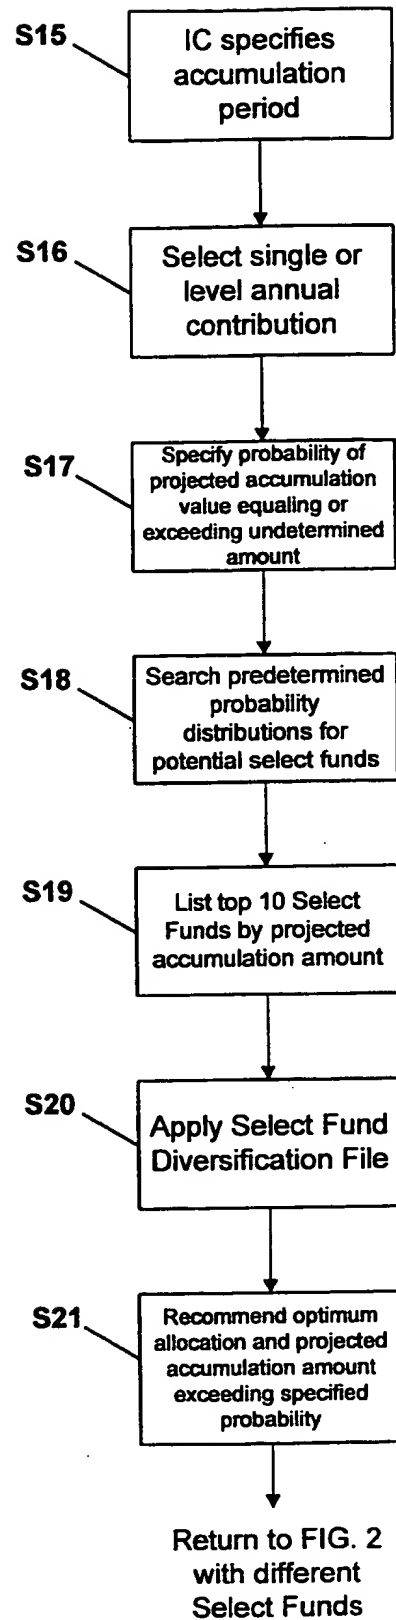 S15
IC specifies
accumulation
period
S16
Select single or
level annual
contribution
S17
Specify probability of
projected accumulation
value equaling or
exceeding undetermined
amount
S18
Search predetermined
probability
distributions for
potential select funds
S19
List top 10 Select
Funds by projected
accumulation amount
S20
Apply Select Fund
Diversification File
S21
Recommend optimum
allocation and projected
accumulation amount
exceeding specified
probability
Return to FIG. 2
with different
Select Funds